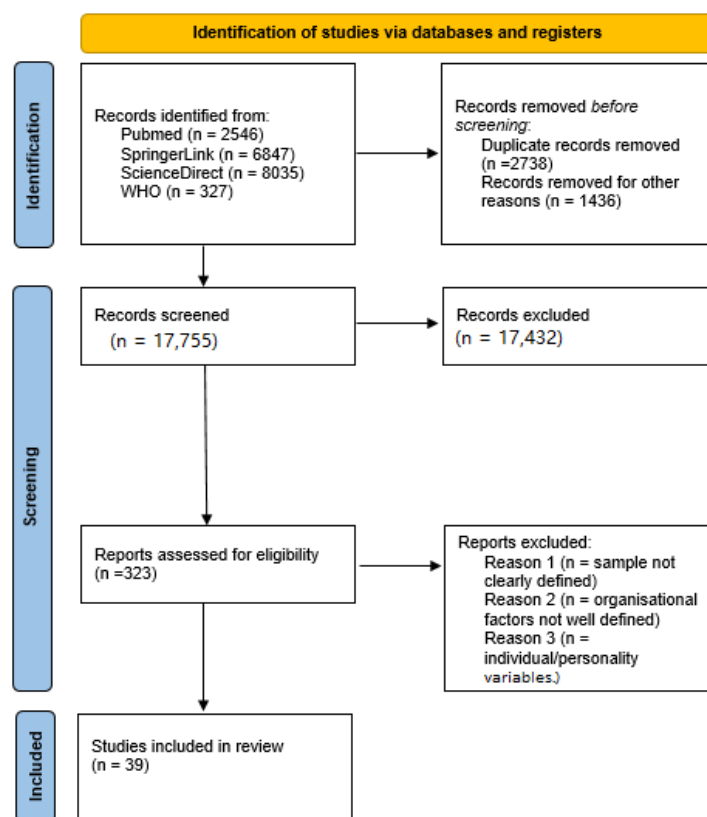 Identification of studies via databases and registers
Identification
Records identified from:
Pubmed (n = 2546)
SpringerLink (n = 6847)
ScienceDirect (n = 8035)
WHO (n = 327)
Records removed before
screening:
Duplicate records removed
(n =2738)
Records removed for other
reasons (n = 1436)
Screening
Records screened
(n = 17,755)
Records excluded
(n = 17,432)
Reports assessed for eligibility
(n =323)
Reports excluded:
Reason 1 (n = sample not
clearly defined)
Reason 2 (n = organisational
factors not well defined)
Reason 3 (n =
individual/personality
variables.)
Included
Studies included in review
(n = 39)